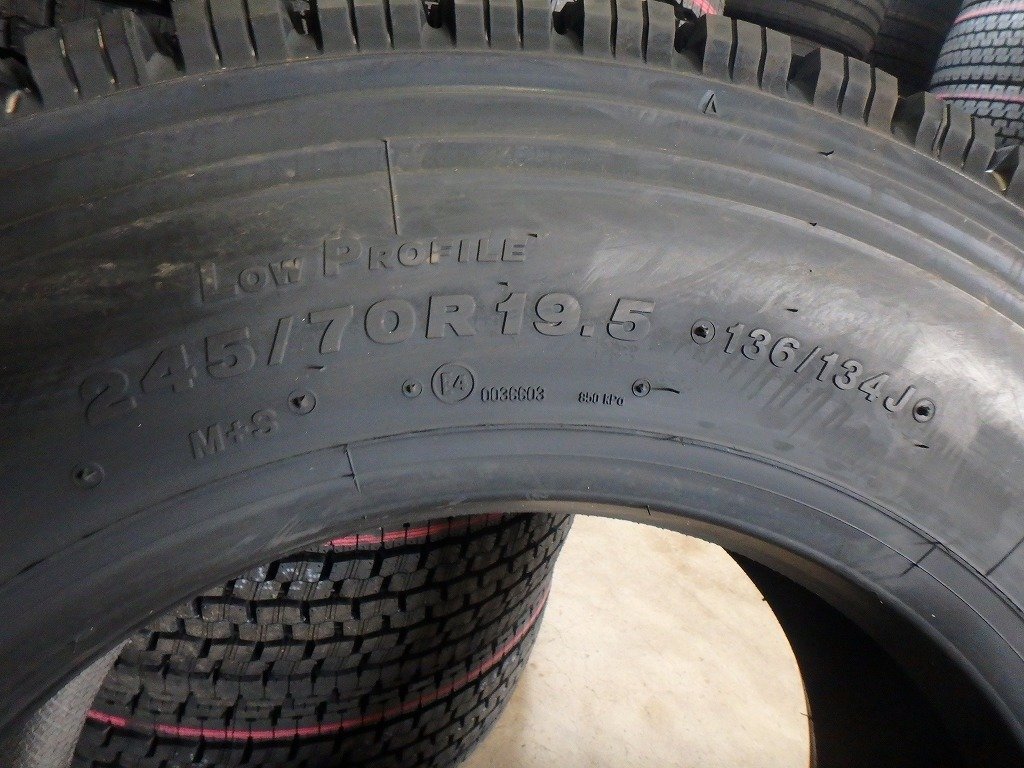 LOW PROFILE
245/70R19.5 136/134J
M+S E4 0036603 850 kPa